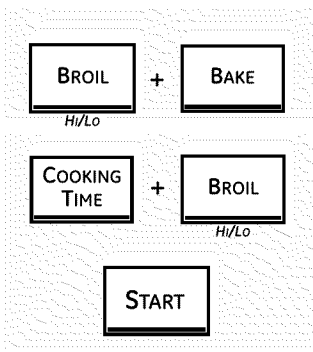 BROIL + BAKE
HI/LO
COOKING TIME + BROIL
HI/LO
START